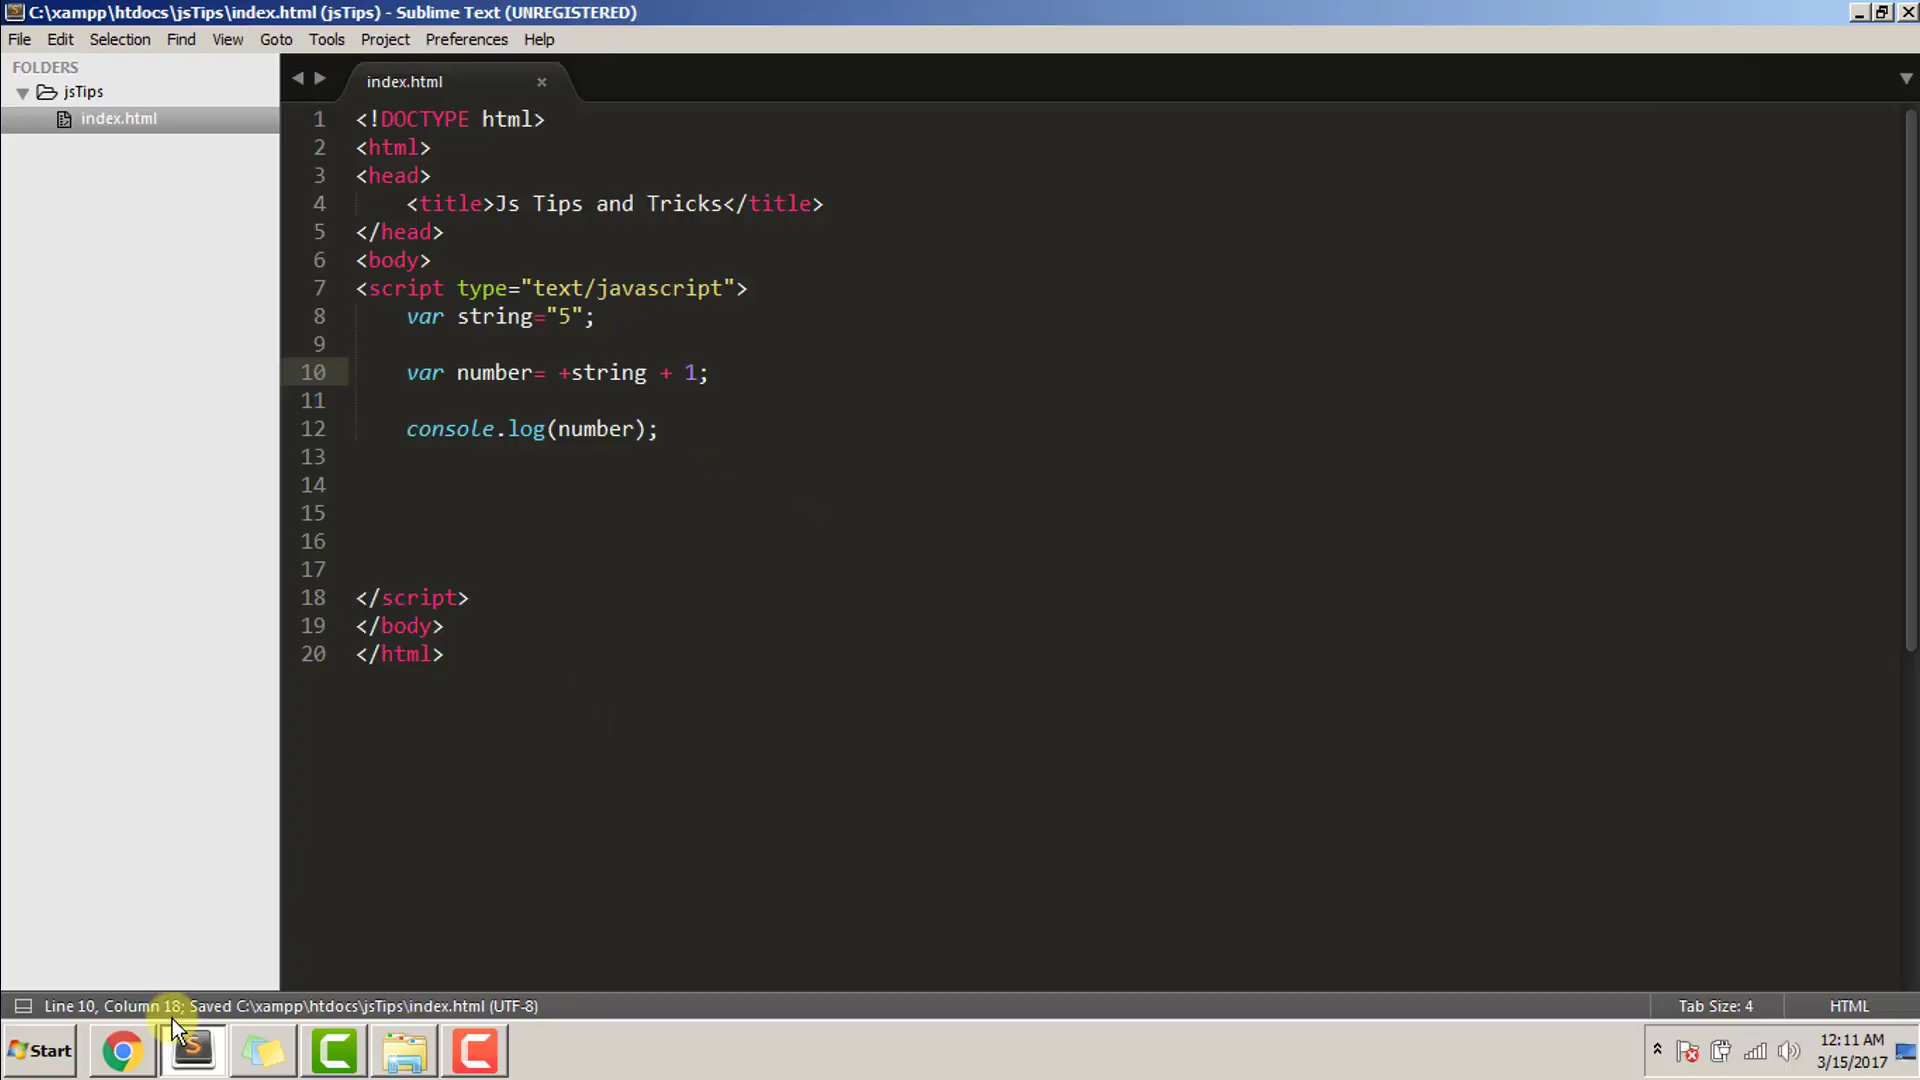 C:\xampp\htdocs\jsTips\index.html (jsTips) - Sublime Text (UNREGISTERED)
File Edit Selection Find View Goto Tools Project Preferences Help
FOLDERS
jsTips
index.html
index.html
1 <!DOCTYPE html>
2 <html>
3 <head>
4 <title>Js Tips and Tricks</title>
5 </head>
6 <body>
7 <script type="text/javascript">
8 var string="5";
9
10 var number= +string + 1;
11
12 console.log(number);
13
14
15
16
17
18 </script>
19 </body>
20 </html>
Line 10, Column 18; Saved C:\xampp\htdocs\jsTips\index.html (UTF-8)
Tab Size: 4
HTML
Start
12:11 AM
3/15/2017